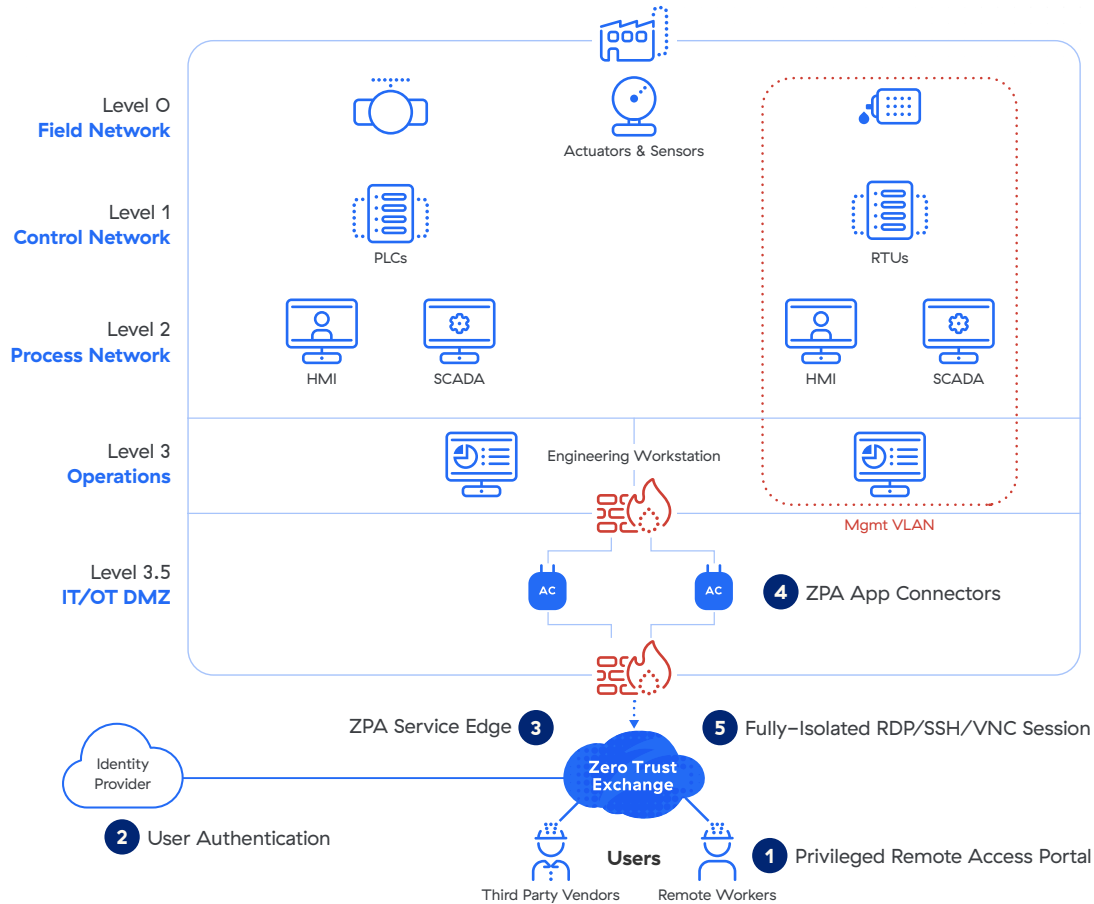 Level 0
Field Network
Actuators & Sensors
Level 1
Control Network
PLCs
RTUs
Level 2
Process Network
HMI
SCADA
HMI
SCADA
Level 3
Operations
Engineering Workstation
Mgmt VLAN
Level 3.5
IT/OT DMZ
AC
AC
4 ZPA App Connectors
ZPA Service Edge 3
5 Fully-Isolated RDP/SSH/VNC Session
Identity
Provider
Zero Trust
Exchange
2 User Authentication
Users
1 Privileged Remote Access Portal
Third Party Vendors
Remote Workers